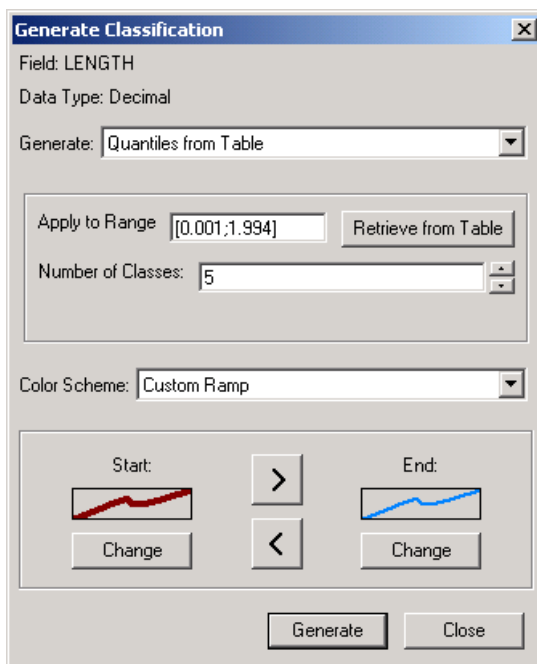 Generate Classification
Field: LENGTH
Data Type: Decimal
Generate: Quantiles from Table
Apply to Range [0.001;1.994] Retrieve from Table
Number of Classes: 5
Color Scheme: Custom Ramp
Start: > End:
Change < Change
Generate Close